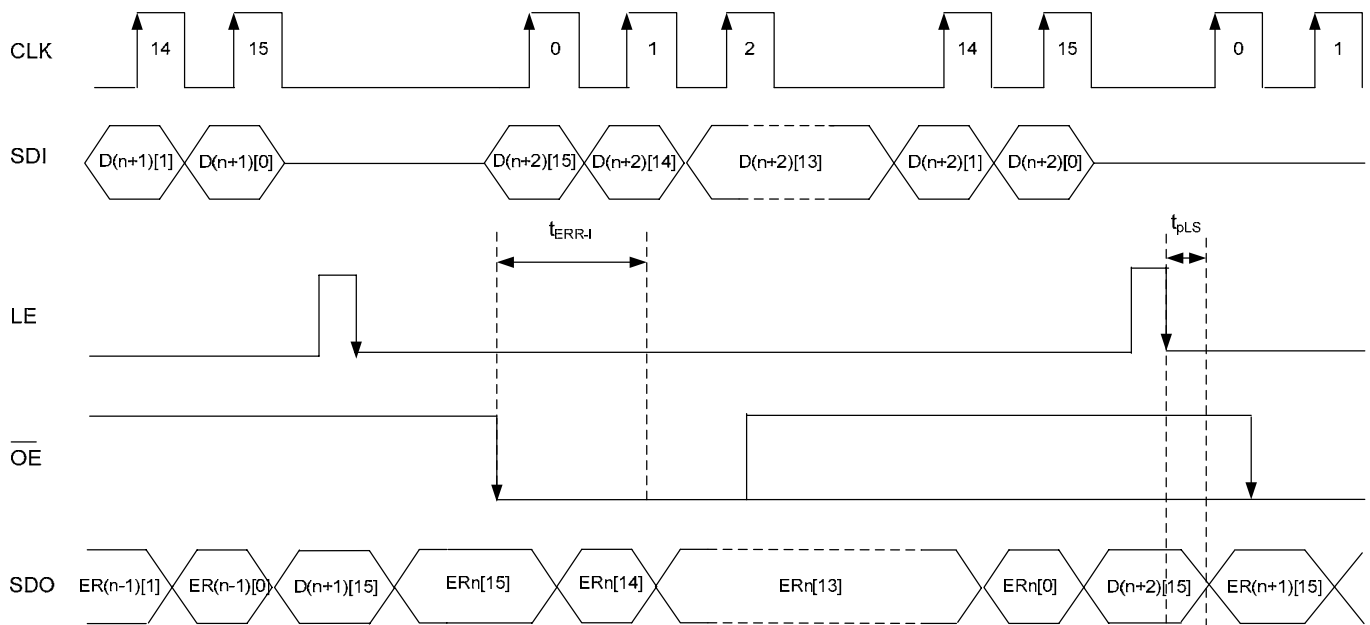 CLK 14 15 0 1 2 14 15 0 1
SDI D(n+1)[1] D(n+1)[0] D(n+2)[15] D(n+2)[14] D(n+2)[13] D(n+2)[1] D(n+2)[0]
tERR-I tpLS
LE
OE
SDO ER(n-1)[1] ER(n-1)[0] D(n+1)[15] ERn[15] ERn[14] ERn[13] ERn[0] D(n+2)[15] ER(n+1)[15]